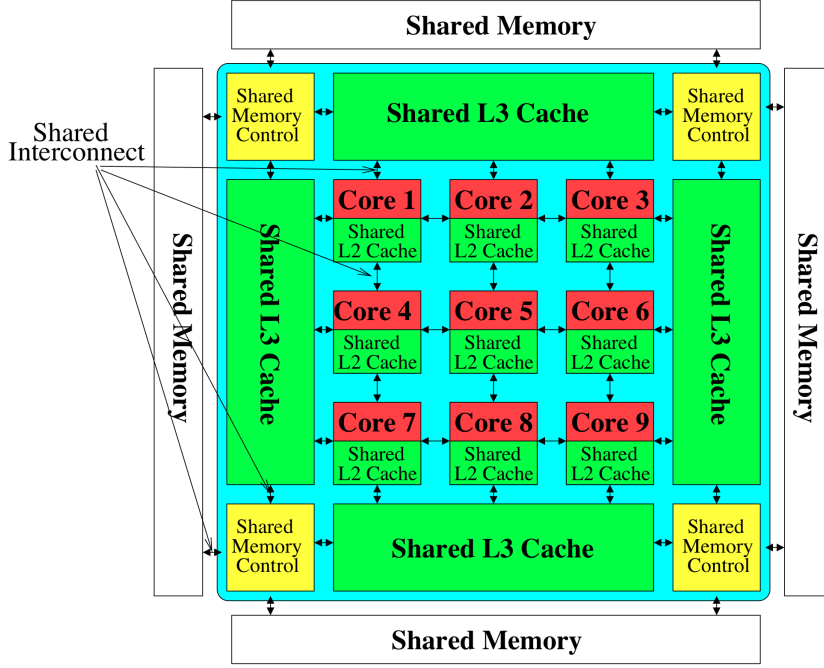 Shared Memory
Shared
Memory
Control
Shared L3 Cache
Shared
Memory
Control
Shared
Interconnect
Core 1
Shared
L2 Cache
Core 2
Shared
L2 Cache
Core 3
Shared
L2 Cache
Shared Memory
Shared L3 Cache
Shared L3 Cache
Shared Memory
Core 4
Shared
L2 Cache
Core 5
Shared
L2 Cache
Core 6
Shared
L2 Cache
Core 7
Shared
L2 Cache
Core 8
Shared
L2 Cache
Core 9
Shared
L2 Cache
Shared
Memory
Control
Shared L3 Cache
Shared
Memory
Control
Shared Memory